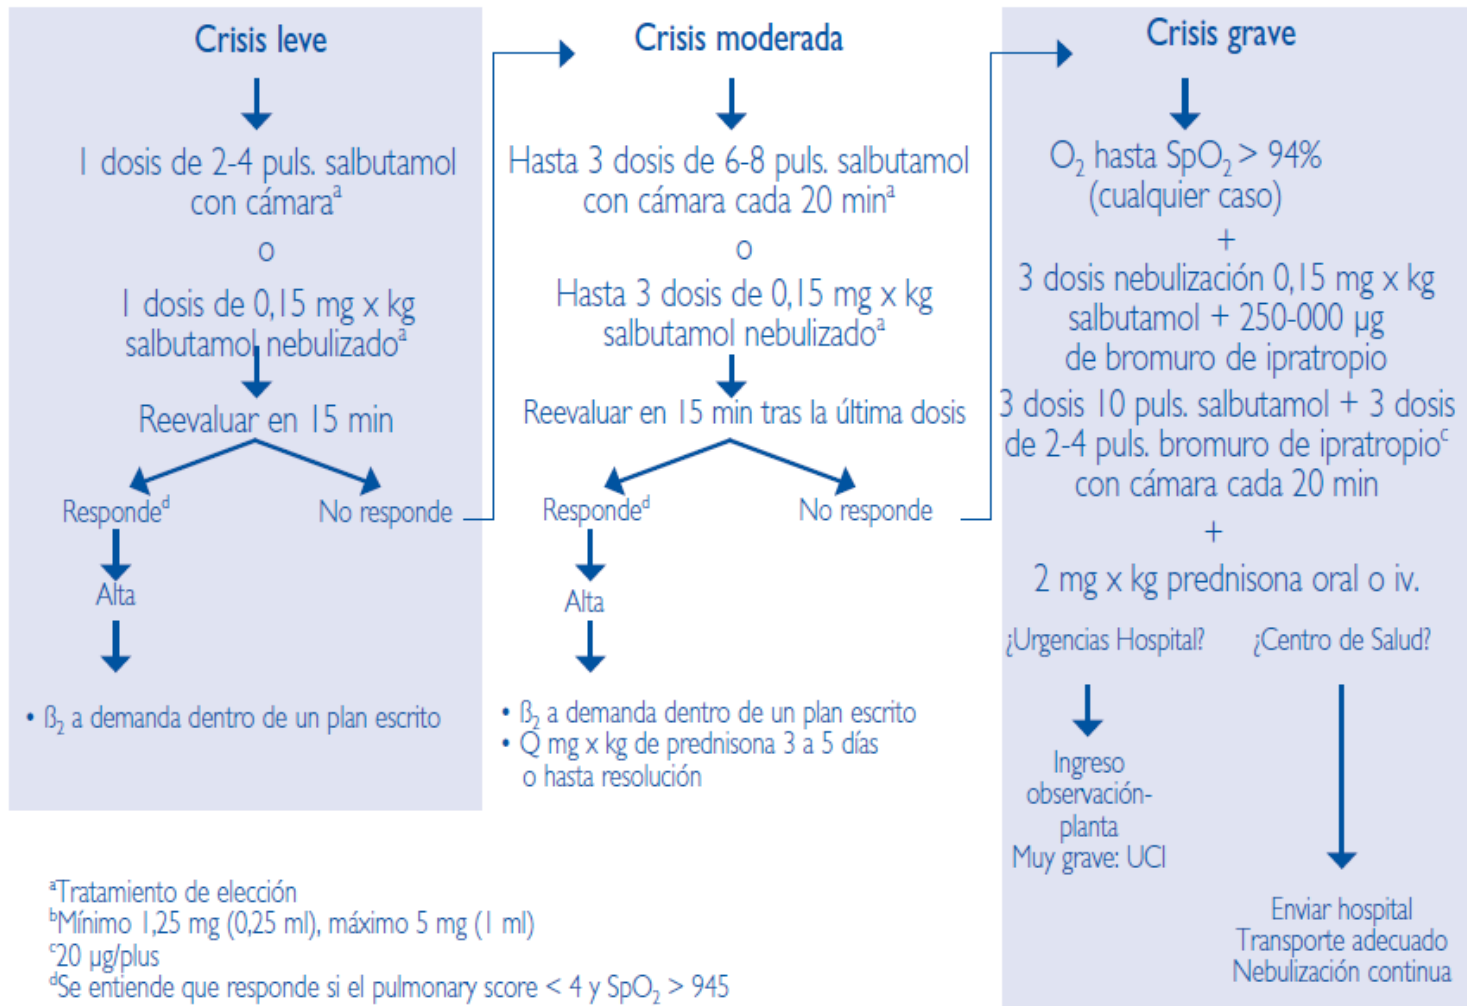 Crisis leve
1 dosis de 2-4 puls. salbutamol
con cámaraª
o
1 dosis de 0,15 mg x kg
salbutamol nebulizadoª
Reevaluar en 15 min
Respondeᵈ
No responde
Alta
• ß₂ a demanda dentro de un plan escrito
Crisis moderada
Hasta 3 dosis de 6-8 puls. salbutamol
con cámara cada 20 minª
o
Hasta 3 dosis de 0,15 mg x kg
salbutamol nebulizadoª
Reevaluar en 15 min tras la última dosis
Respondeᵈ
No responde
Alta
• ß₂ a demanda dentro de un plan escrito
• Q mg x kg de prednisona 3 a 5 días
o hasta resolución
Crisis grave
O₂ hasta SpO₂ > 94%
(cualquier caso)
+
3 dosis nebulización 0,15 mg x kg
salbutamol + 250-000 µg
de bromuro de ipratropio
3 dosis 10 puls. salbutamol + 3 dosis
de 2-4 puls. bromuro de ipratropioᶜ
con cámara cada 20 min
+
2 mg x kg prednisona oral o iv.
¿Urgencias Hospital?
¿Centro de Salud?
Ingreso
observación-
planta
Muy grave: UCI
Enviar hospital
Transporte adecuado
Nebulización continua
ªTratamiento de elección
ᵇMínimo 1,25 mg (0,25 ml), máximo 5 mg (1 ml)
ᶜ20 µg/plus
ᵈSe entiende que responde si el pulmonary score < 4 y SpO₂ > 945